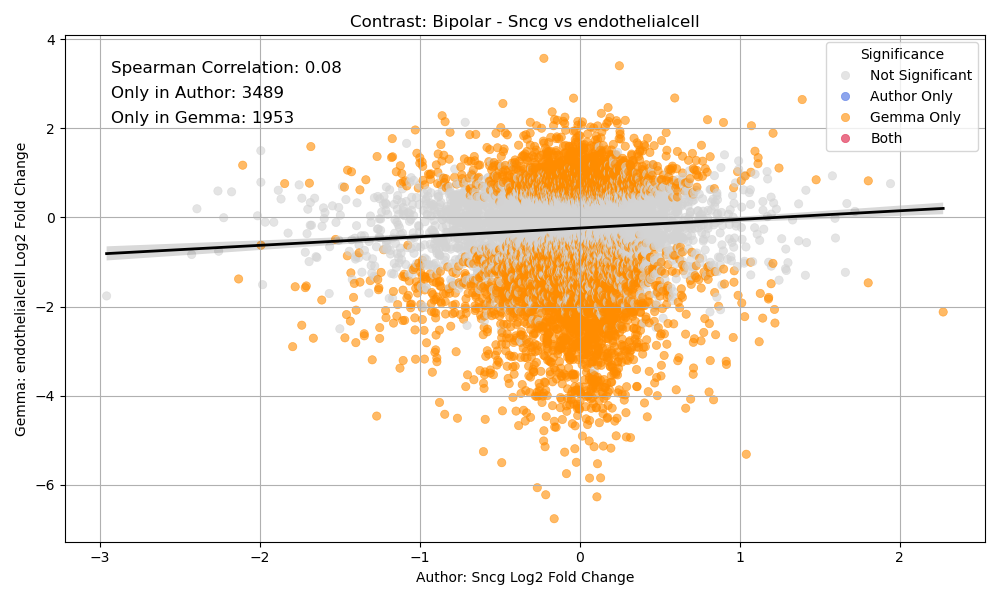 Contrast: Bipolar - Sncg vs endothelialcell
Spearman Correlation: 0.08
Only in Author: 3489
Only in Gemma: 1953
Significance
Not Significant
Author Only
Gemma Only
Both
Gemma: endothelialcell Log2 Fold Change
4
2
0
−2
−4
−6
−3
−2
−1
0
1
2
Author: Sncg Log2 Fold Change